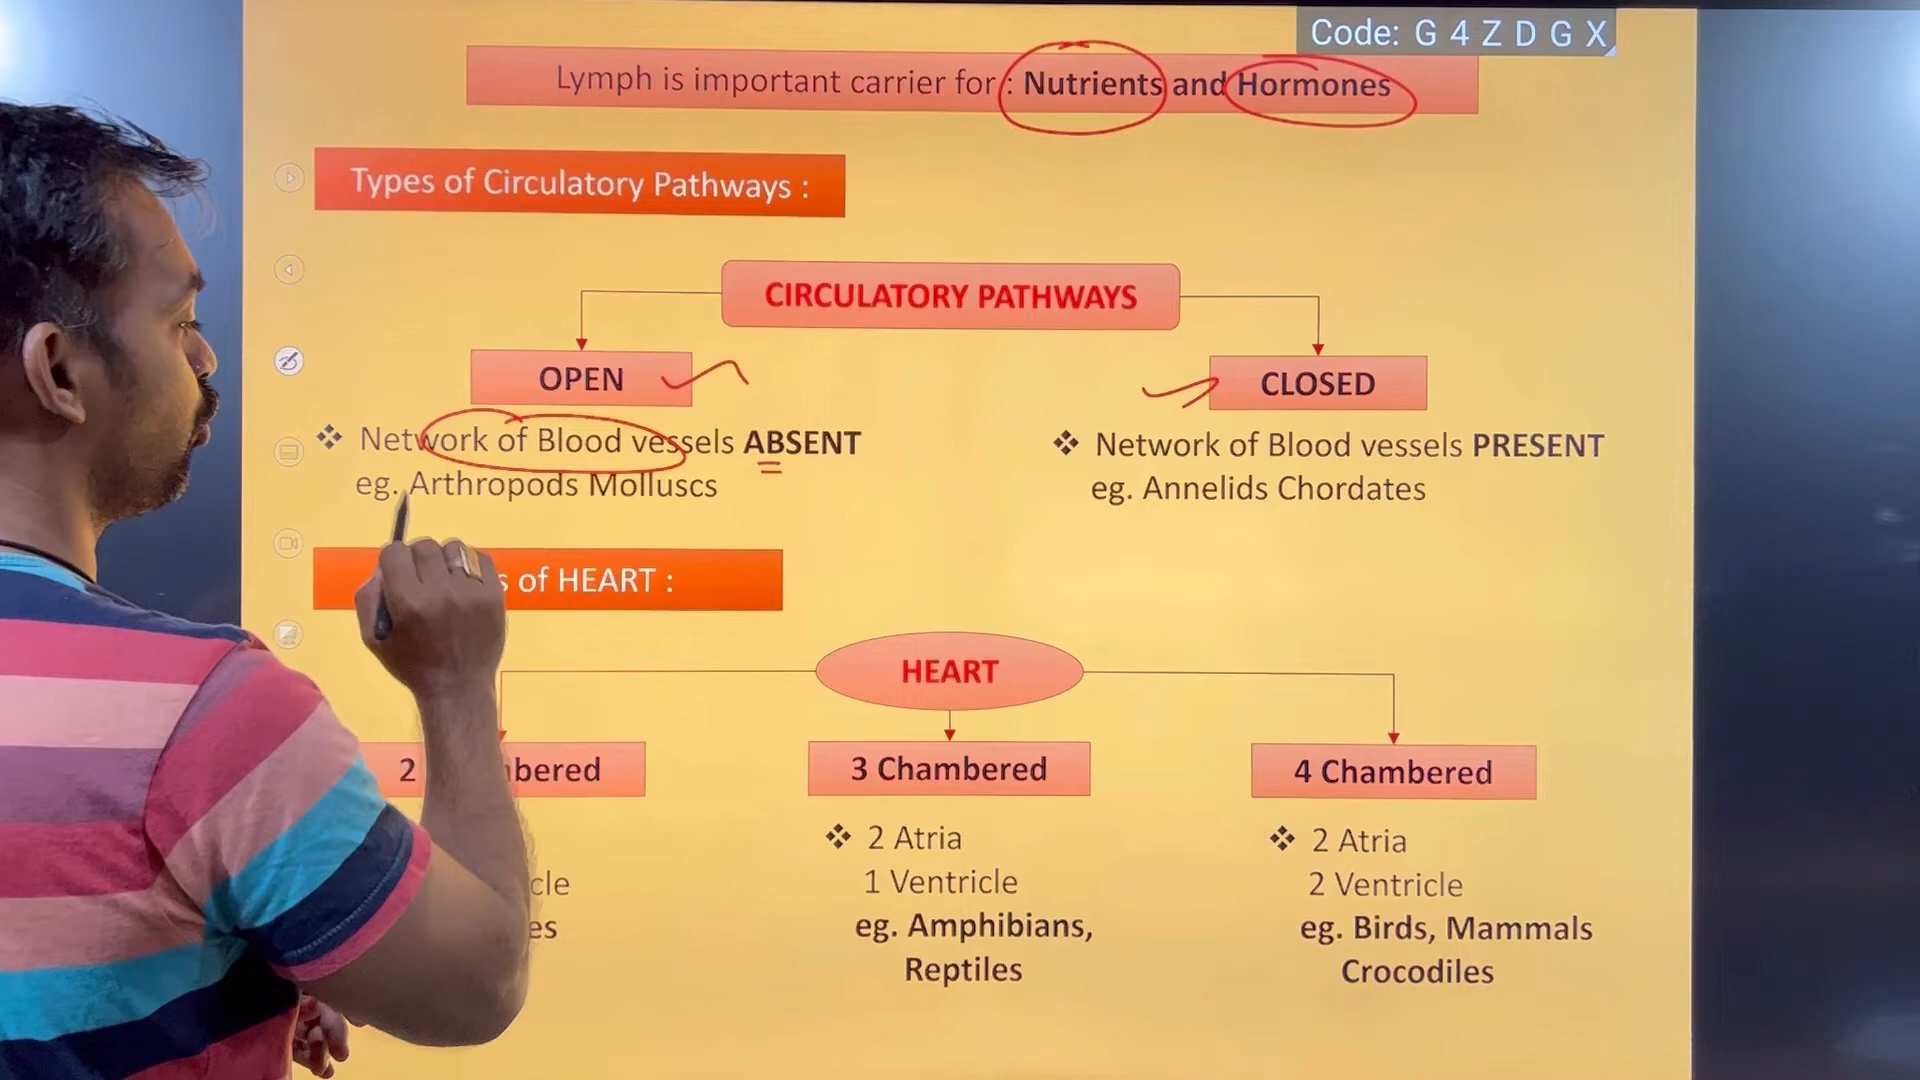 Code: G 4 Z D G X
Lymph is important carrier for : Nutrients and Hormones
Types of Circulatory Pathways :
CIRCULATORY PATHWAYS
OPEN
CLOSED
❖ Network of Blood vessels ABSENT
eg. Arthropods Molluscs
❖ Network of Blood vessels PRESENT
eg. Annelids Chordates
of HEART :
HEART
2
3 Chambered
4 Chambered
❖ 2 Atria
1 Ventricle
eg. Amphibians,
Reptiles
❖ 2 Atria
2 Ventricle
eg. Birds, Mammals
Crocodiles